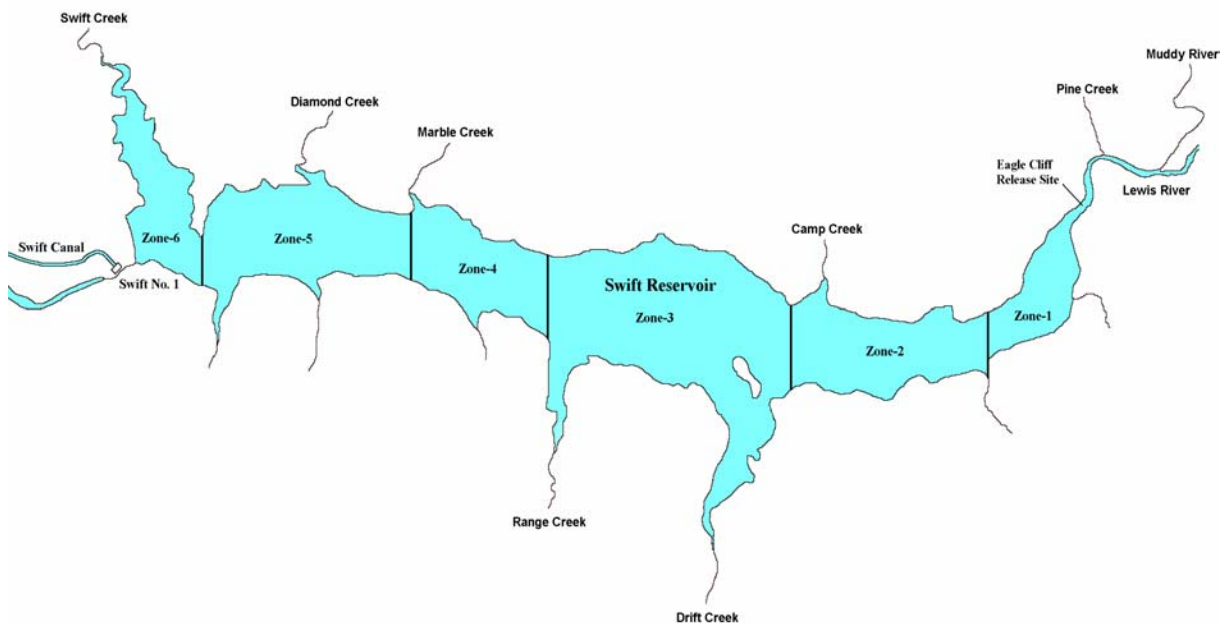 Swift Creek
Muddy River
Pine Creek
Diamond Creek
Marble Creek
Eagle Cliff
Release Site
Lewis River
Camp Creek
Swift Canal
Zone-6
Zone-5
Zone-4
Swift No. 1
Swift Reservoir
Zone-3
Zone-1
Zone-2
Range Creek
Drift Creek